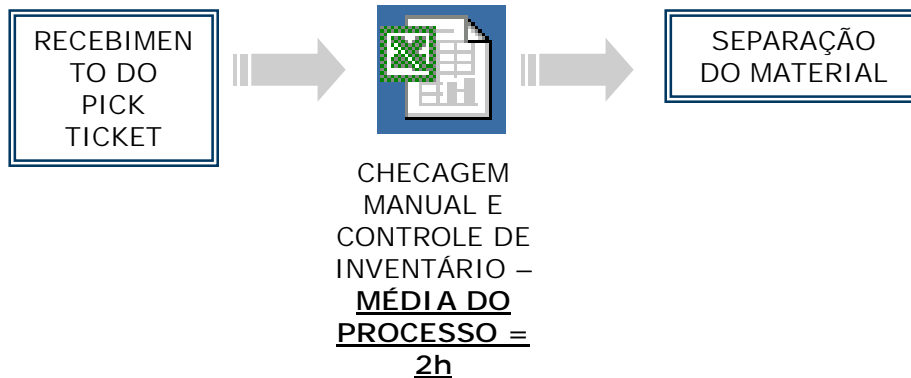 RECEBIMEN
TO DO
PICK
TICKET
CHECAGEM
MANUAL E
CONTROLE DE
INVENTÁRIO –
MÉDIA DO
PROCESSO =
2h
SEPARAÇÃO
DO MATERIAL